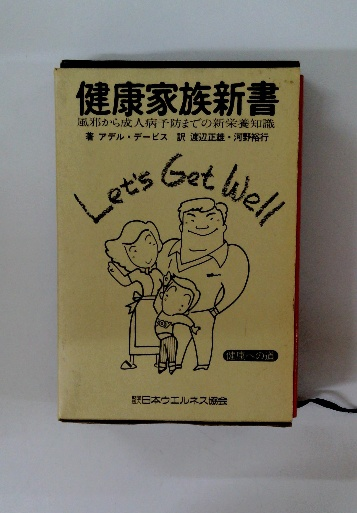 健康家族新書
風邪から成人病予防までの新栄養知識
著 アデル・デービス 訳 渡辺正雄・河野裕行
Let's Get Well
健康への道
日本ウエルネス協会